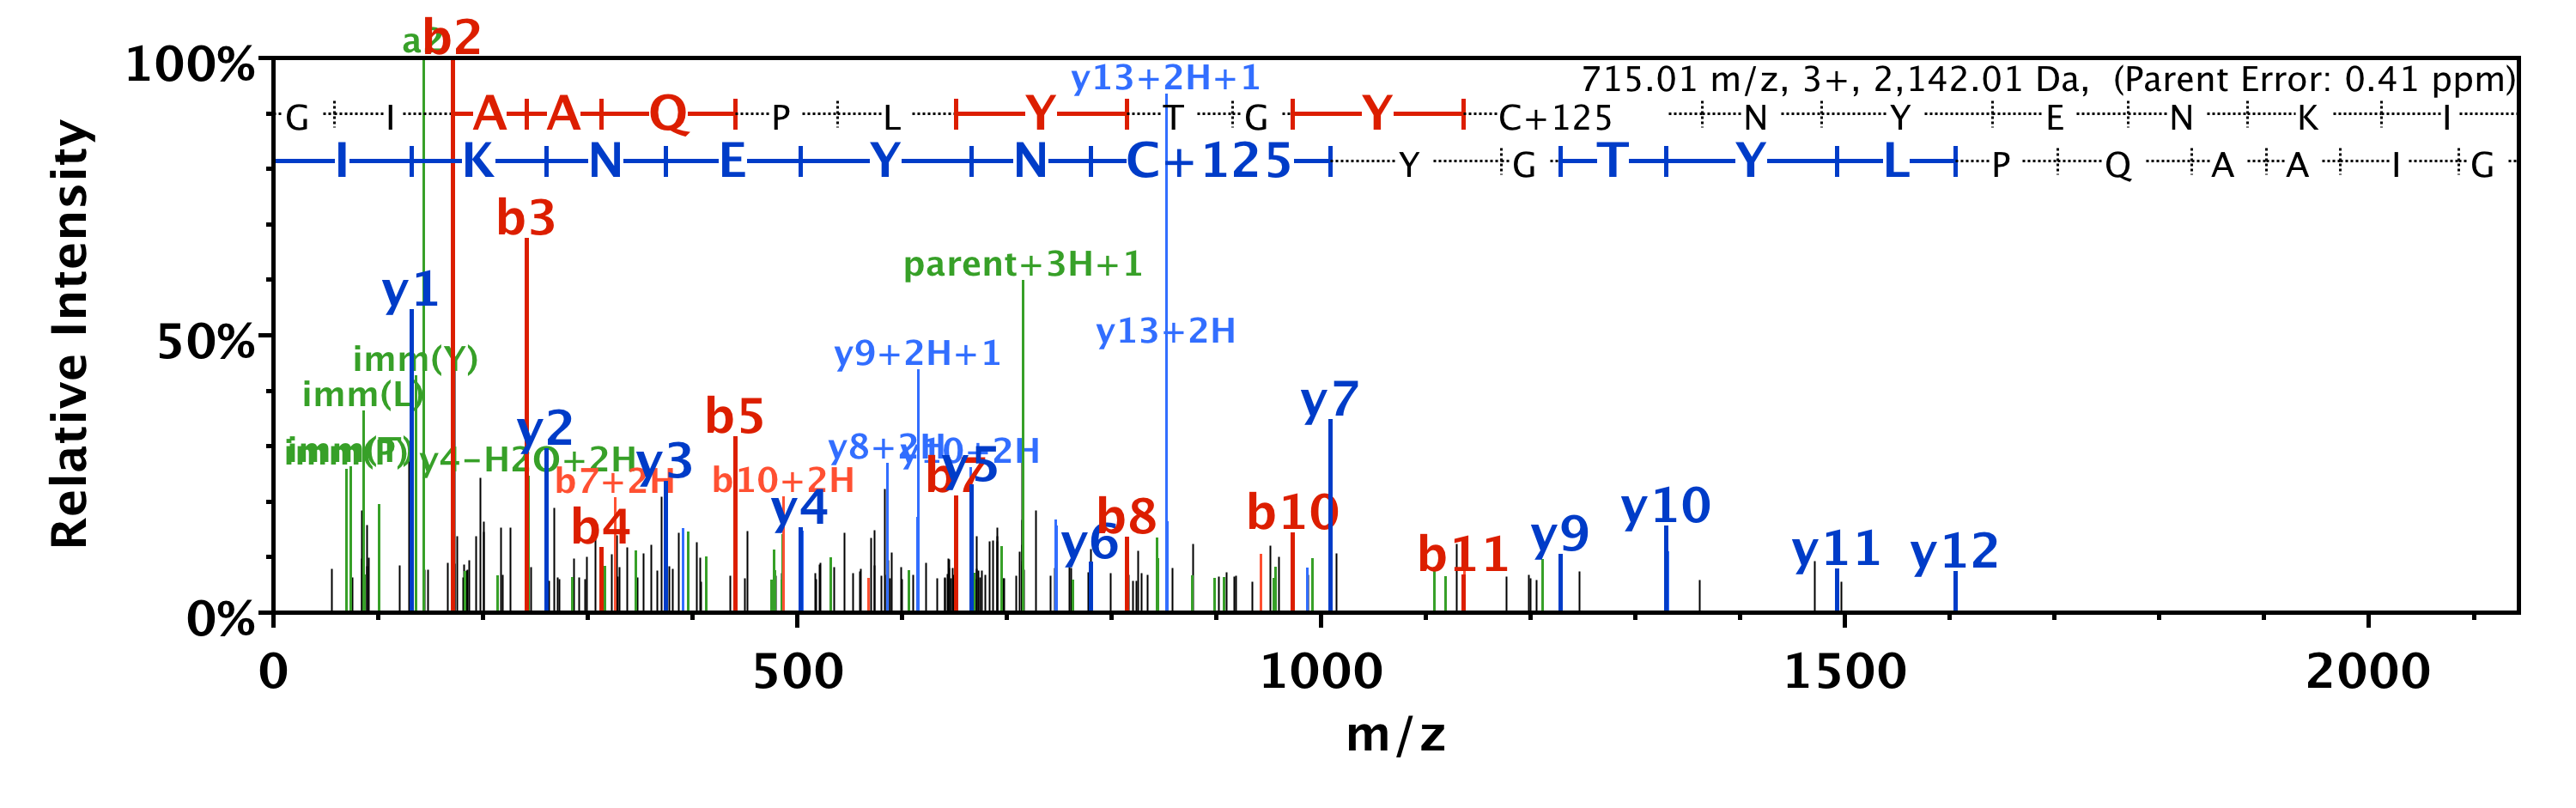 a2
b2
100%
y13+2H+1
715.01 m/z, 3+, 2,142.01 Da, (Parent Error: 0.41 ppm)
G I A A Q P L Y T G Y C+125 N Y E N K I
I K N E Y N C+125 Y G T Y L P Q A A I G
b3
parent+3H+1
y1
y13+2H
50%
imm(Y)
y9+2H+1
imm(L)
y7
b5
y2
y8+2H
y10+2H
imm(P)
y4-H2O+2H
y3
b7
y5
b7+2H
b10+2H
y4
b4
b8
b10
y10
y6
y9
b11
y11
y12
0%
0 500 1000 1500 2000
m/z
Relative Intensity